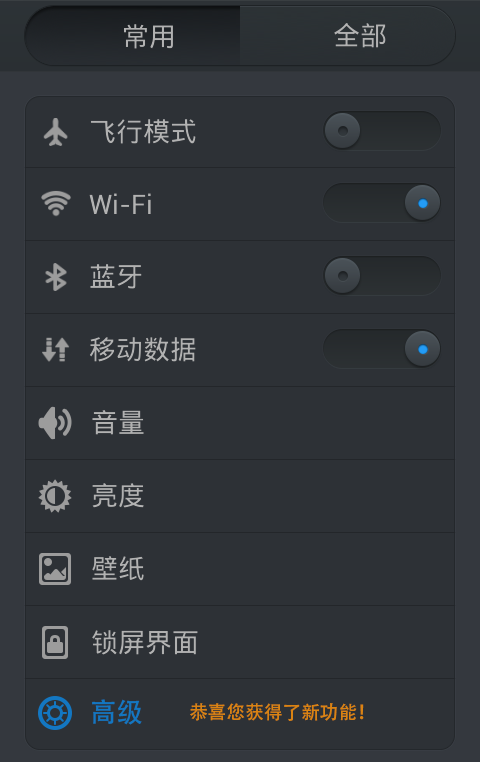 常用 全部
飞行模式
Wi-Fi
蓝牙
移动数据
音量
亮度
壁纸
锁屏界面
高级 恭喜您获得了新功能！